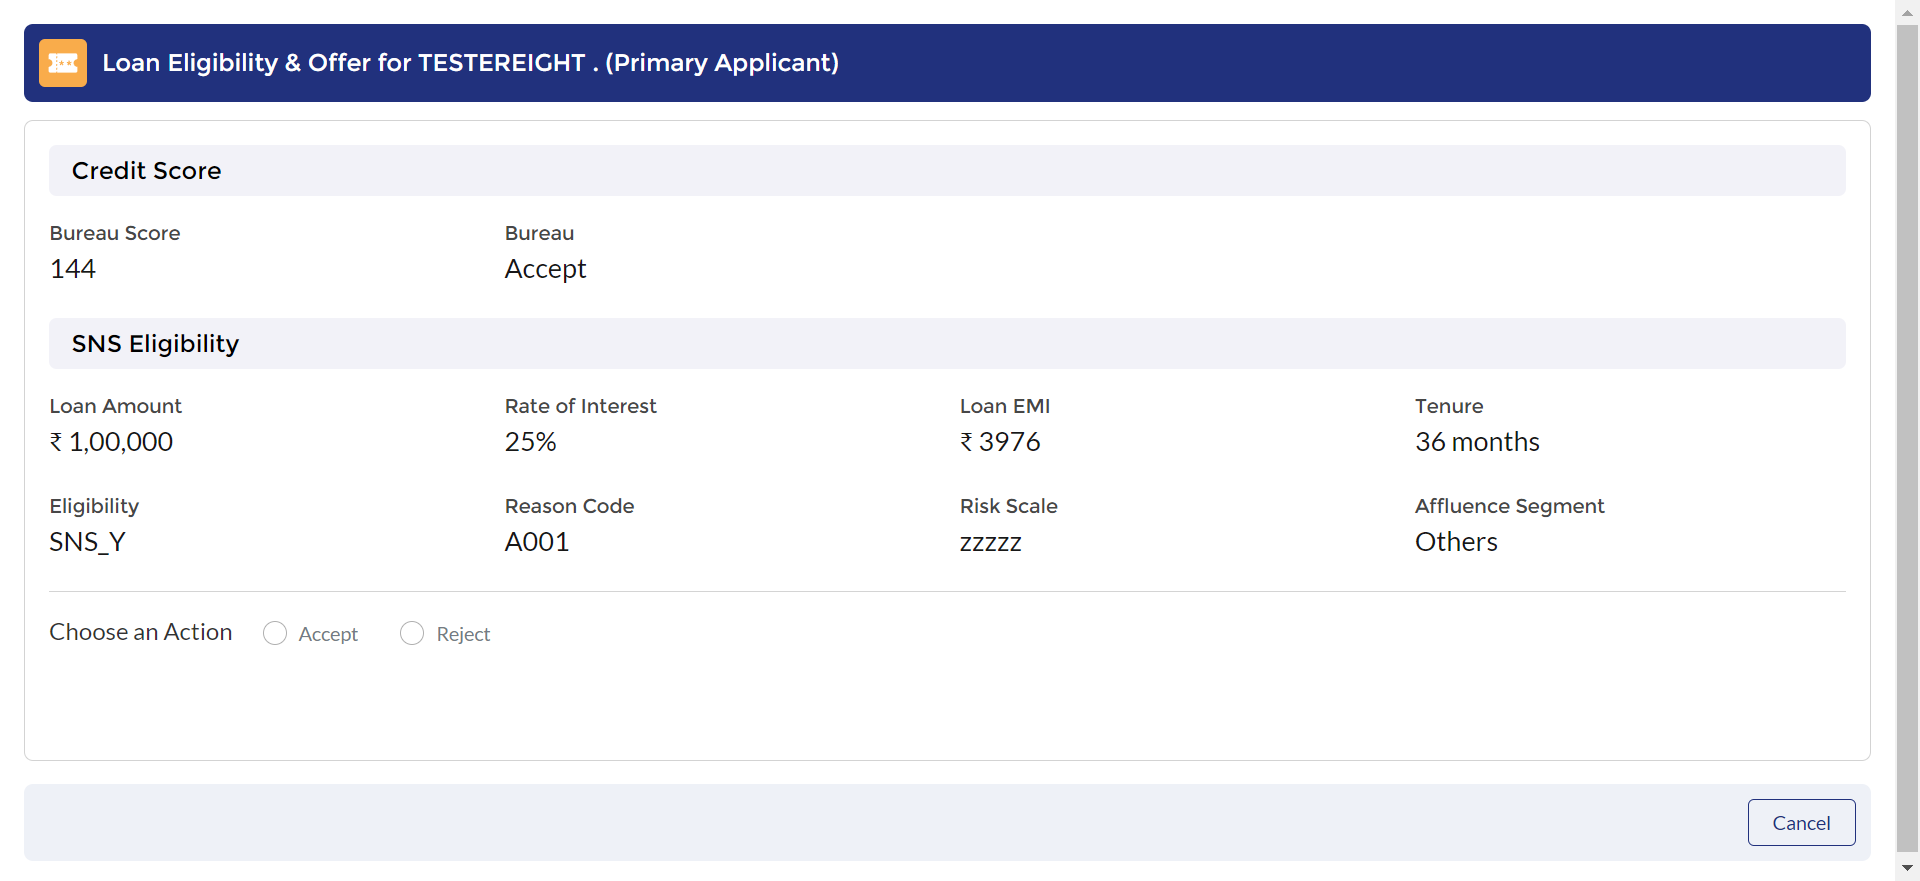 Loan Eligibility & Offer for TESTEREIGHT . (Primary Applicant)
Credit Score
Bureau Score
144
Bureau
Accept
SNS Eligibility
Loan Amount
₹ 1,00,000
Rate of Interest
25%
Loan EMI
₹ 3976
Tenure
36 months
Eligibility
SNS_Y
Reason Code
A001
Risk Scale
zzzzz
Affluence Segment
Others
Choose an Action
Accept
Reject
Cancel